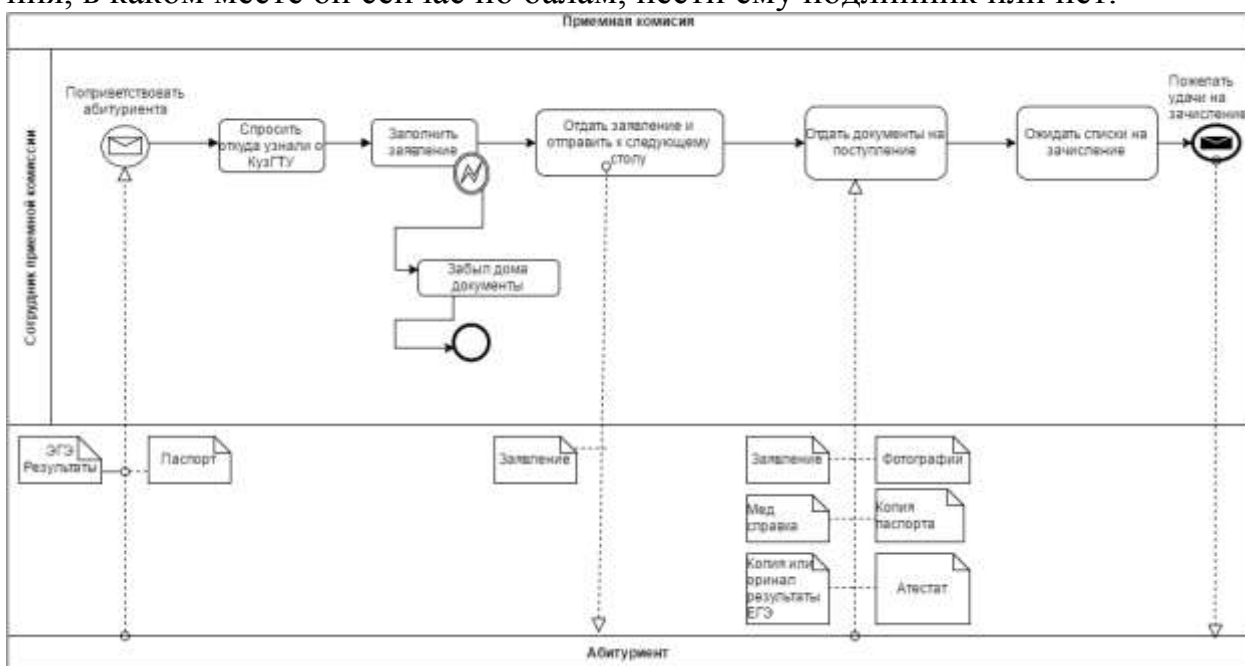 ния, в каком месте он сейчас по балам, нести ему подлинник или нет.
Приемная комисия
Сотрудник приемной комиссии
Поприветствовать
абитуриента
Спросить
откуда узнали о
КузГТУ
Заполнить
заявление
Отдать заявление и
отправить к следующему
столу
Отдать документы на
поступление
Ожидать списки на
зачисление
Пожелать
удачи на
зачисление
Забыл дома
документы
ЭГЭ
Результаты
Паспорт
Заявление
Заявление
Фотографии
Мед
справка
Копия
паспорта
Копия или
оринал
результаты
ЕГЭ
Атестат
Абитуриент